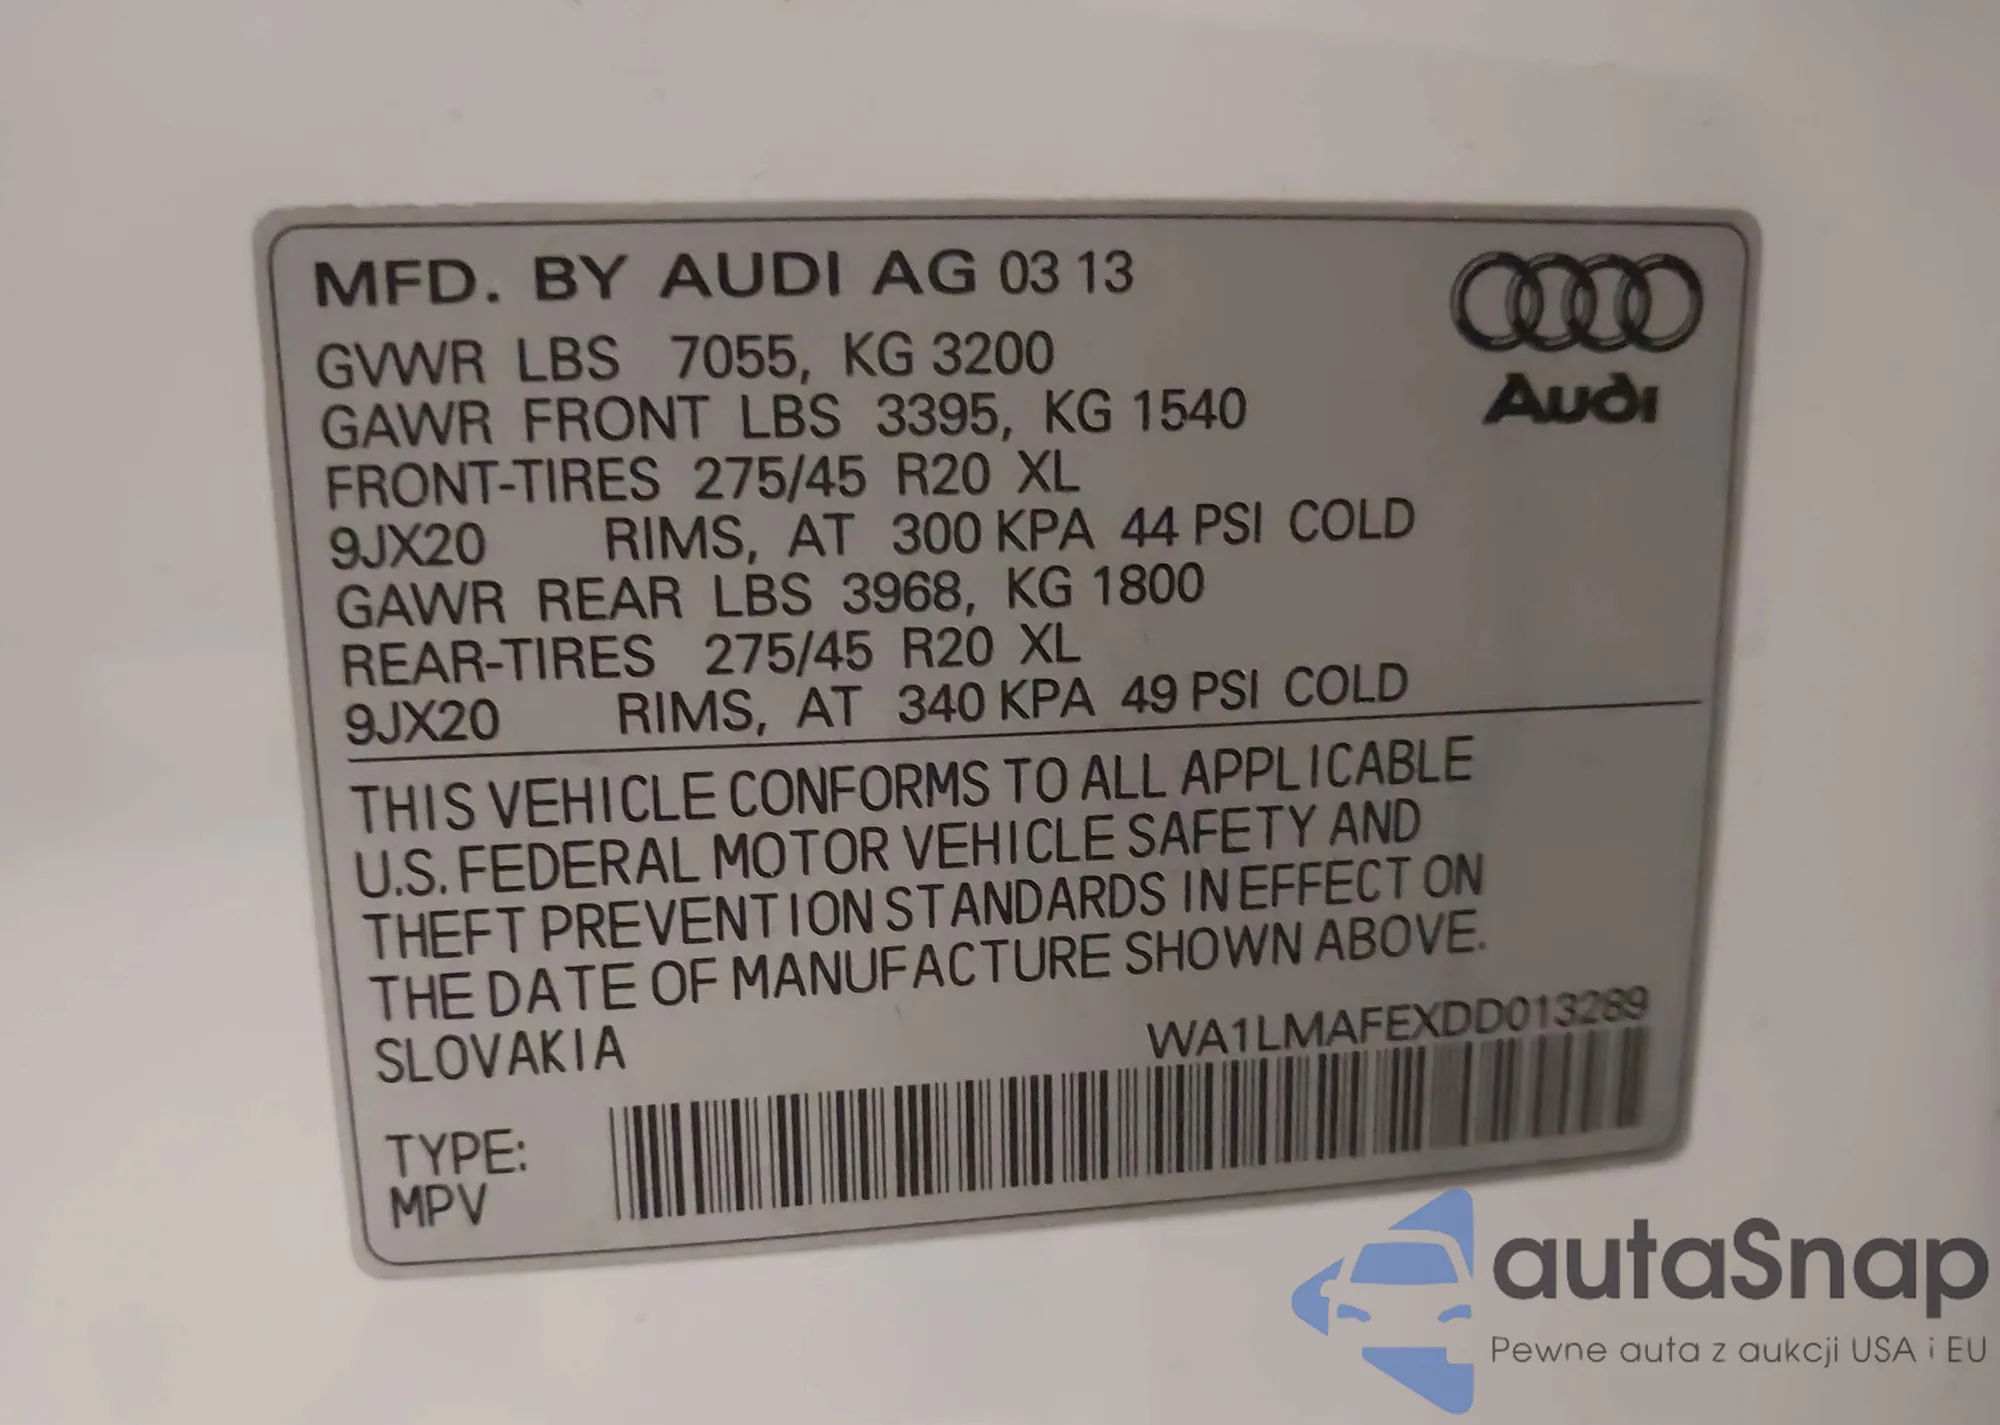 MFD. BY AUDI AG 03 13
GVWR LBS 7055, KG 3200
GAWR FRONT LBS 3395, KG 1540
FRONT-TIRES 275/45 R20 XL
9JX20 RIMS, AT 300 KPA 44 PSI COLD
GAWR REAR LBS 3968, KG 1800
REAR-TIRES 275/45 R20 XL
9JX20 RIMS, AT 340 KPA 49 PSI COLD
Audi
THIS VEHICLE CONFORMS TO ALL APPLICABLE
U.S. FEDERAL MOTOR VEHICLE SAFETY AND
THEFT PREVENTION STANDARDS IN EFFECT ON
THE DATE OF MANUFACTURE SHOWN ABOVE.
SLOVAKIA
WA1LMAFEXDD013289
TYPE:
MPV
autaSnap
Pewne auta z aukcji USA i EU